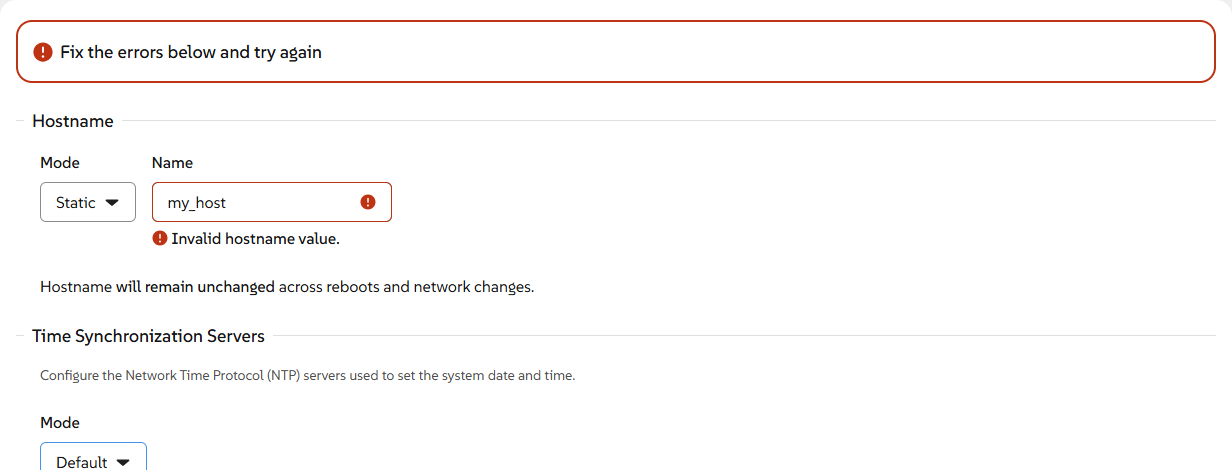 Fix the errors below and try again
Hostname
Mode Name
Static my_host
Invalid hostname value.
Hostname will remain unchanged across reboots and network changes.
Time Synchronization Servers
Configure the Network Time Protocol (NTP) servers used to set the system date and time.
Mode
Default